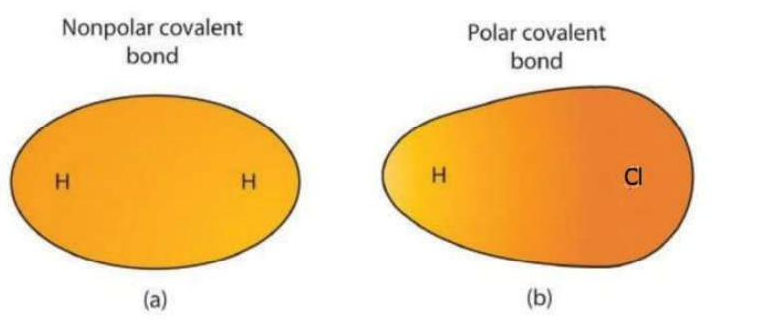 Nonpolar covalent
bond
H H
(a)
Polar covalent
bond
H Cl
(b)